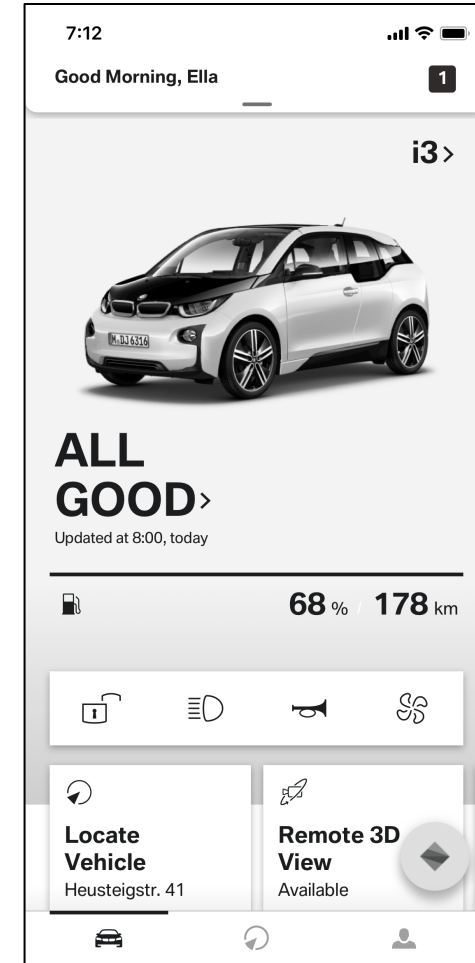 7:12
Good Morning, Ella
1
i3
M DJ 6316
ALL
GOOD
Updated at 8:00, today
68 % / 178 km
Locate
Vehicle
Heusteigstr. 41
Remote 3D
View
Available